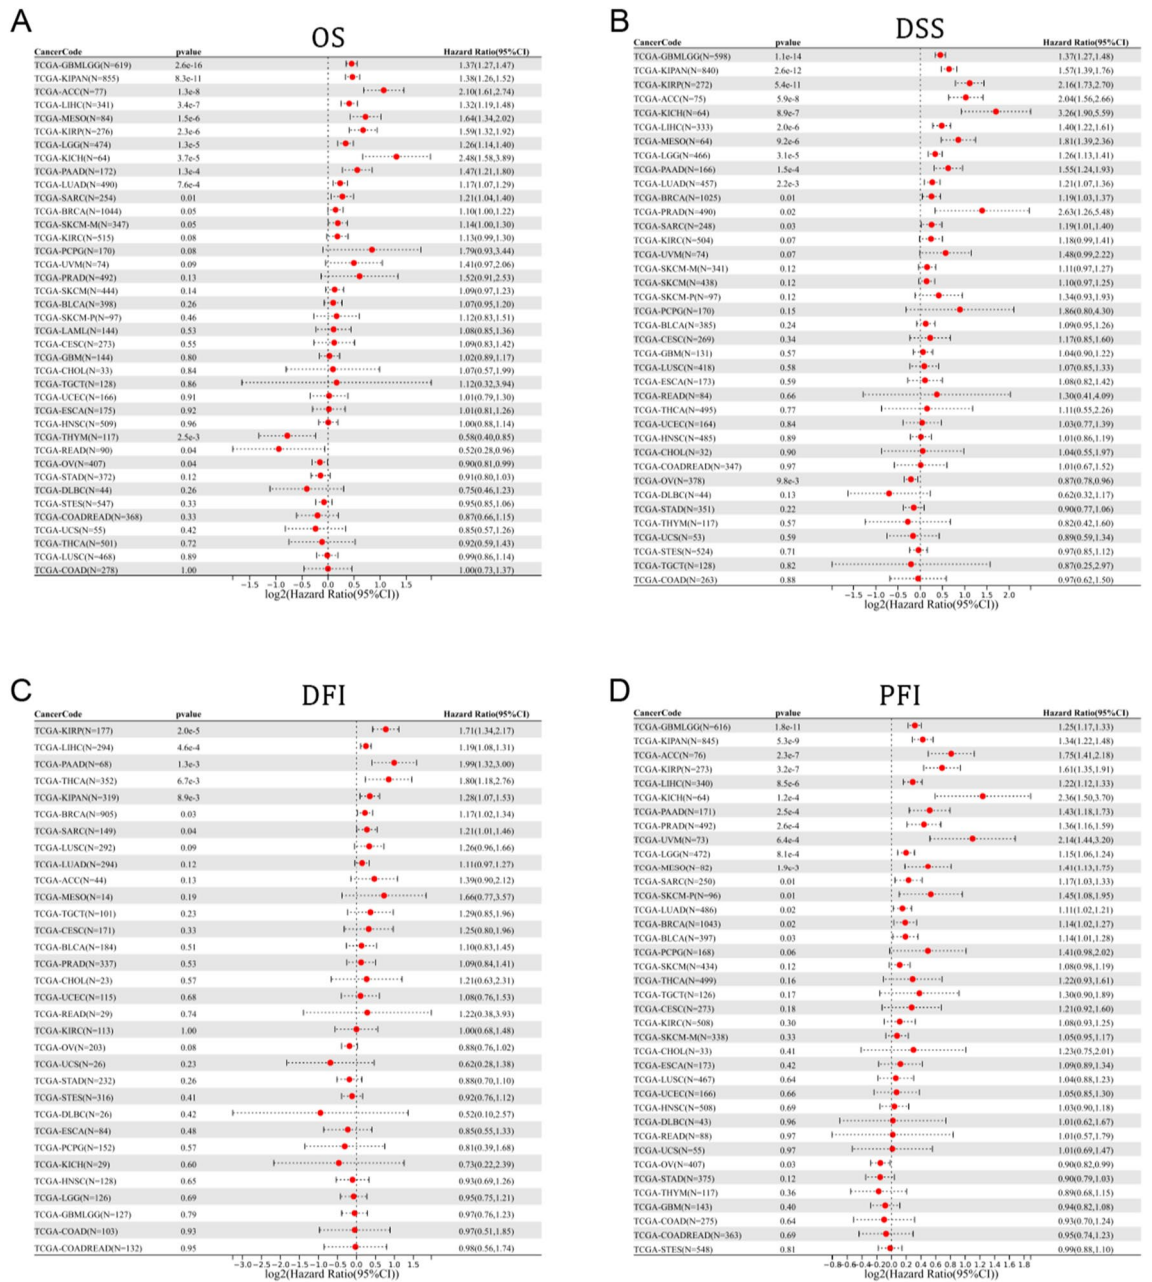 A
OS
CancerCode pvalue Hazard Ratio(95%CI)
TCGA-GBMLGG(N=619) 2.6e-16 1.37(1.27,1.47)
TCGA-KIPAN(N=855) 8.3e-11 1.38(1.26,1.52)
TCGA-ACC(N=77) 1.3e-8 2.10(1.61,2.74)
TCGA-LIHC(N=341) 3.4e-7 1.32(1.19,1.48)
TCGA-MESO(N=84) 1.5e-6 1.64(1.34,2.02)
TCGA-KIRP(N=276) 2.3e-6 1.59(1.32,1.92)
TCGA-LGG(N=474) 1.3e-5 1.26(1.14,1.40)
TCGA-KICH(N=64) 3.7e-5 2.48(1.58,3.89)
TCGA-PAAD(N=172) 1.3e-4 1.47(1.21,1.80)
TCGA-LUAD(N=490) 7.6e-4 1.17(1.07,1.29)
TCGA-SARC(N=254) 0.01 1.21(1.04,1.40)
TCGA-BRCA(N=1044) 0.05 1.10(1.00,1.22)
TCGA-SKCM-M(N=347) 0.05 1.14(1.00,1.30)
TCGA-KIRC(N=515) 0.08 1.13(0.99,1.30)
TCGA-PCPG(N=170) 0.08 1.79(0.93,3.44)
TCGA-UVM(N=74) 0.09 1.41(0.97,2.06)
TCGA-PRAD(N=492) 0.13 1.52(0.91,2.53)
TCGA-SKCM(N=444) 0.14 1.09(0.97,1.23)
TCGA-BLCA(N=398) 0.26 1.07(0.95,1.20)
TCGA-SKCM-P(N=97) 0.46 1.12(0.83,1.51)
TCGA-LAML(N=144) 0.53 1.08(0.85,1.36)
TCGA-CESC(N=273) 0.55 1.09(0.83,1.42)
TCGA-GBM(N=144) 0.80 1.02(0.89,1.17)
TCGA-CHOL(N=33) 0.84 1.07(0.57,1.99)
TCGA-TGCT(N=128) 0.86 1.12(0.32,3.94)
TCGA-UCEC(N=166) 0.91 1.01(0.79,1.30)
TCGA-ESCA(N=175) 0.92 1.01(0.81,1.26)
TCGA-HNSC(N=509) 0.96 1.00(0.88,1.14)
TCGA-THYM(N=117) 2.5e-3 0.58(0.40,0.85)
TCGA-READ(N=90) 0.04 0.52(0.28,0.96)
TCGA-OV(N=407) 0.04 0.90(0.81,0.99)
TCGA-STAD(N=372) 0.12 0.91(0.80,1.03)
TCGA-DLBC(N=44) 0.26 0.75(0.46,1.23)
TCGA-STES(N=547) 0.33 0.95(0.85,1.06)
TCGA-COADREAD(N=368) 0.33 0.87(0.66,1.15)
TCGA-UCS(N=55) 0.42 0.85(0.57,1.26)
TCGA-THCA(N=501) 0.72 0.92(0.59,1.43)
TCGA-LUSC(N=468) 0.89 0.99(0.86,1.14)
TCGA-COAD(N=278) 1.00 1.00(0.73,1.37)
−1.5 −1.0 −0.5 0.0 0.5 1.0 1.5
log2(Hazard Ratio(95%CI))
B
DSS
CancerCode pvalue Hazard Ratio(95%CI)
TCGA-GBMLGG(N=598) 1.1e-14 1.37(1.27,1.48)
TCGA-KIPAN(N=840) 2.6e-12 1.57(1.39,1.76)
TCGA-KIRP(N=272) 5.4e-11 2.16(1.73,2.70)
TCGA-ACC(N=75) 5.9e-8 2.04(1.56,2.66)
TCGA-KICH(N=64) 8.9e-7 3.26(1.90,5.59)
TCGA-LIHC(N=333) 2.0e-6 1.40(1.22,1.61)
TCGA-MESO(N=64) 9.2e-6 1.81(1.39,2.36)
TCGA-LGG(N=466) 3.1e-5 1.26(1.13,1.41)
TCGA-PAAD(N=166) 1.5e-4 1.55(1.24,1.93)
TCGA-LUAD(N=457) 2.2e-3 1.21(1.07,1.36)
TCGA-BRCA(N=1025) 0.01 1.19(1.03,1.37)
TCGA-PRAD(N=490) 0.02 2.63(1.26,5.48)
TCGA-SARC(N=248) 0.03 1.19(1.01,1.40)
TCGA-KIRC(N=504) 0.07 1.18(0.99,1.41)
TCGA-UVM(N=74) 0.07 1.48(0.99,2.22)
TCGA-SKCM-M(N=341) 0.12 1.11(0.97,1.27)
TCGA-SKCM(N=438) 0.12 1.10(0.97,1.25)
TCGA-SKCM-P(N=97) 0.12 1.34(0.93,1.93)
TCGA-PCPG(N=170) 0.15 1.86(0.80,4.30)
TCGA-BLCA(N=385) 0.24 1.09(0.95,1.26)
TCGA-CESC(N=269) 0.34 1.17(0.85,1.60)
TCGA-GBM(N=131) 0.57 1.04(0.90,1.22)
TCGA-LUSC(N=418) 0.58 1.07(0.85,1.33)
TCGA-ESCA(N=173) 0.59 1.08(0.82,1.42)
TCGA-READ(N=84) 0.66 1.30(0.41,4.09)
TCGA-THCA(N=495) 0.77 1.11(0.55,2.26)
TCGA-UCEC(N=164) 0.84 1.03(0.77,1.39)
TCGA-HNSC(N=485) 0.89 1.01(0.86,1.19)
TCGA-CHOL(N=32) 0.90 1.04(0.55,1.97)
TCGA-COADREAD(N=347) 0.97 1.01(0.67,1.52)
TCGA-OV(N=378) 9.8e-3 0.87(0.78,0.96)
TCGA-DLBC(N=44) 0.13 0.62(0.32,1.17)
TCGA-STAD(N=351) 0.22 0.90(0.77,1.06)
TCGA-THYM(N=117) 0.57 0.82(0.42,1.60)
TCGA-UCS(N=53) 0.59 0.89(0.59,1.34)
TCGA-STES(N=524) 0.71 0.97(0.85,1.12)
TCGA-TGCT(N=128) 0.82 0.87(0.25,2.97)
TCGA-COAD(N=263) 0.88 0.97(0.62,1.50)
−1.5 −1.0 −0.5 0.0 0.5 1.0 1.5 2.0
log2(Hazard Ratio(95%CI))
C
DFI
CancerCode pvalue Hazard Ratio(95%CI)
TCGA-KIRP(N=177) 2.0e-5 1.71(1.34,2.17)
TCGA-LIHC(N=294) 4.6e-4 1.19(1.08,1.31)
TCGA-PAAD(N=68) 1.3e-3 1.99(1.32,3.00)
TCGA-THCA(N=352) 6.7e-3 1.80(1.18,2.76)
TCGA-KIPAN(N=319) 8.9e-3 1.28(1.07,1.53)
TCGA-BRCA(N=905) 0.03 1.17(1.02,1.34)
TCGA-SARC(N=149) 0.04 1.21(1.01,1.46)
TCGA-LUSC(N=292) 0.09 1.26(0.96,1.66)
TCGA-LUAD(N=294) 0.12 1.11(0.97,1.27)
TCGA-ACC(N=44) 0.13 1.39(0.90,2.12)
TCGA-MESO(N=14) 0.19 1.66(0.77,3.57)
TCGA-TGCT(N=101) 0.23 1.29(0.85,1.96)
TCGA-CESC(N=171) 0.33 1.25(0.80,1.96)
TCGA-BLCA(N=184) 0.51 1.10(0.83,1.45)
TCGA-PRAD(N=337) 0.53 1.09(0.84,1.41)
TCGA-CHOL(N=23) 0.57 1.21(0.63,2.31)
TCGA-UCEC(N=115) 0.68 1.08(0.76,1.53)
TCGA-READ(N=29) 0.74 1.22(0.38,3.93)
TCGA-KIRC(N=113) 1.00 1.00(0.68,1.48)
TCGA-OV(N=203) 0.08 0.88(0.76,1.02)
TCGA-UCS(N=26) 0.23 0.62(0.28,1.38)
TCGA-STAD(N=232) 0.26 0.88(0.70,1.10)
TCGA-STES(N=316) 0.41 0.92(0.76,1.12)
TCGA-DLBC(N=26) 0.42 0.52(0.10,2.57)
TCGA-ESCA(N=84) 0.48 0.85(0.55,1.33)
TCGA-PCPG(N=152) 0.57 0.81(0.39,1.68)
TCGA-KICH(N=29) 0.60 0.73(0.22,2.39)
TCGA-HNSC(N=128) 0.65 0.93(0.69,1.26)
TCGA-LGG(N=126) 0.69 0.95(0.75,1.21)
TCGA-GBMLGG(N=127) 0.79 0.97(0.76,1.23)
TCGA-COAD(N=103) 0.93 0.97(0.51,1.85)
TCGA-COADREAD(N=132) 0.95 0.98(0.56,1.74)
−3.0−2.5−2.0−1.5−1.0−0.5 0.0 0.5 1.0 1.5
log2(Hazard Ratio(95%CI))
D
PFI
CancerCode pvalue Hazard Ratio(95%CI)
TCGA-GBMLGG(N=616) 1.8e-11 1.25(1.17,1.33)
TCGA-KIPAN(N=845) 5.3e-9 1.34(1.22,1.48)
TCGA-ACC(N=76) 2.3e-7 1.75(1.41,2.18)
TCGA-KIRP(N=273) 3.2e-7 1.61(1.35,1.91)
TCGA-LIHC(N=340) 8.5e-6 1.22(1.12,1.33)
TCGA-KICH(N=64) 1.2e-4 2.36(1.50,3.70)
TCGA-PAAD(N=171) 2.5e-4 1.43(1.18,1.73)
TCGA-PRAD(N=492) 2.6e-4 1.36(1.16,1.59)
TCGA-UVM(N=73) 6.4e-4 2.14(1.44,3.20)
TCGA-LGG(N=472) 8.1e-4 1.15(1.06,1.24)
TCGA-MESO(N=82) 1.9e-3 1.41(1.13,1.75)
TCGA-SARC(N=250) 0.01 1.17(1.03,1.33)
TCGA-SKCM-P(N=96) 0.01 1.45(1.08,1.95)
TCGA-LUAD(N=486) 0.02 1.11(1.02,1.21)
TCGA-BRCA(N=1043) 0.02 1.14(1.02,1.27)
TCGA-BLCA(N=397) 0.03 1.14(1.01,1.28)
TCGA-PCPG(N=168) 0.06 1.41(0.98,2.02)
TCGA-SKCM(N=434) 0.12 1.08(0.98,1.19)
TCGA-THCA(N=499) 0.16 1.22(0.93,1.61)
TCGA-TGCT(N=126) 0.17 1.30(0.90,1.89)
TCGA-CESC(N=273) 0.18 1.21(0.92,1.60)
TCGA-KIRC(N=508) 0.30 1.08(0.93,1.25)
TCGA-SKCM-M(N=338) 0.33 1.05(0.95,1.17)
TCGA-CHOL(N=33) 0.41 1.23(0.75,2.01)
TCGA-ESCA(N=173) 0.42 1.09(0.89,1.34)
TCGA-LUSC(N=467) 0.64 1.04(0.88,1.23)
TCGA-UCEC(N=166) 0.66 1.05(0.85,1.30)
TCGA-HNSC(N=508) 0.69 1.03(0.90,1.18)
TCGA-DLBC(N=43) 0.96 1.01(0.62,1.67)
TCGA-READ(N=88) 0.97 1.01(0.57,1.79)
TCGA-UCS(N=55) 0.97 1.01(0.69,1.47)
TCGA-OV(N=407) 0.03 0.90(0.82,0.99)
TCGA-STAD(N=375) 0.12 0.90(0.79,1.03)
TCGA-THYM(N=117) 0.36 0.89(0.68,1.15)
TCGA-GBM(N=143) 0.40 0.94(0.82,1.08)
TCGA-COAD(N=275) 0.64 0.93(0.70,1.24)
TCGA-COADREAD(N=363) 0.69 0.95(0.74,1.23)
TCGA-STES(N=548) 0.81 0.99(0.88,1.10)
−0.8−0.6−0.4−0.2 0.0 0.2 0.4 0.6 0.8 1.0 1.2 1.4 1.6 1.8
log2(Hazard Ratio(95%CI))